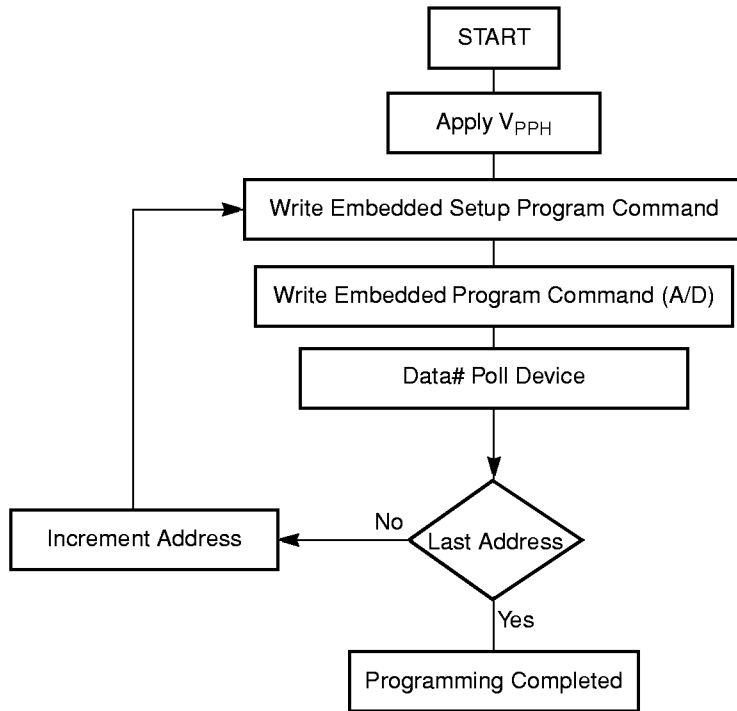 START
Apply VPPH
Write Embedded Setup Program Command
Write Embedded Program Command (A/D)
Data# Poll Device
No
Increment Address
Last Address
Yes
Programming Completed